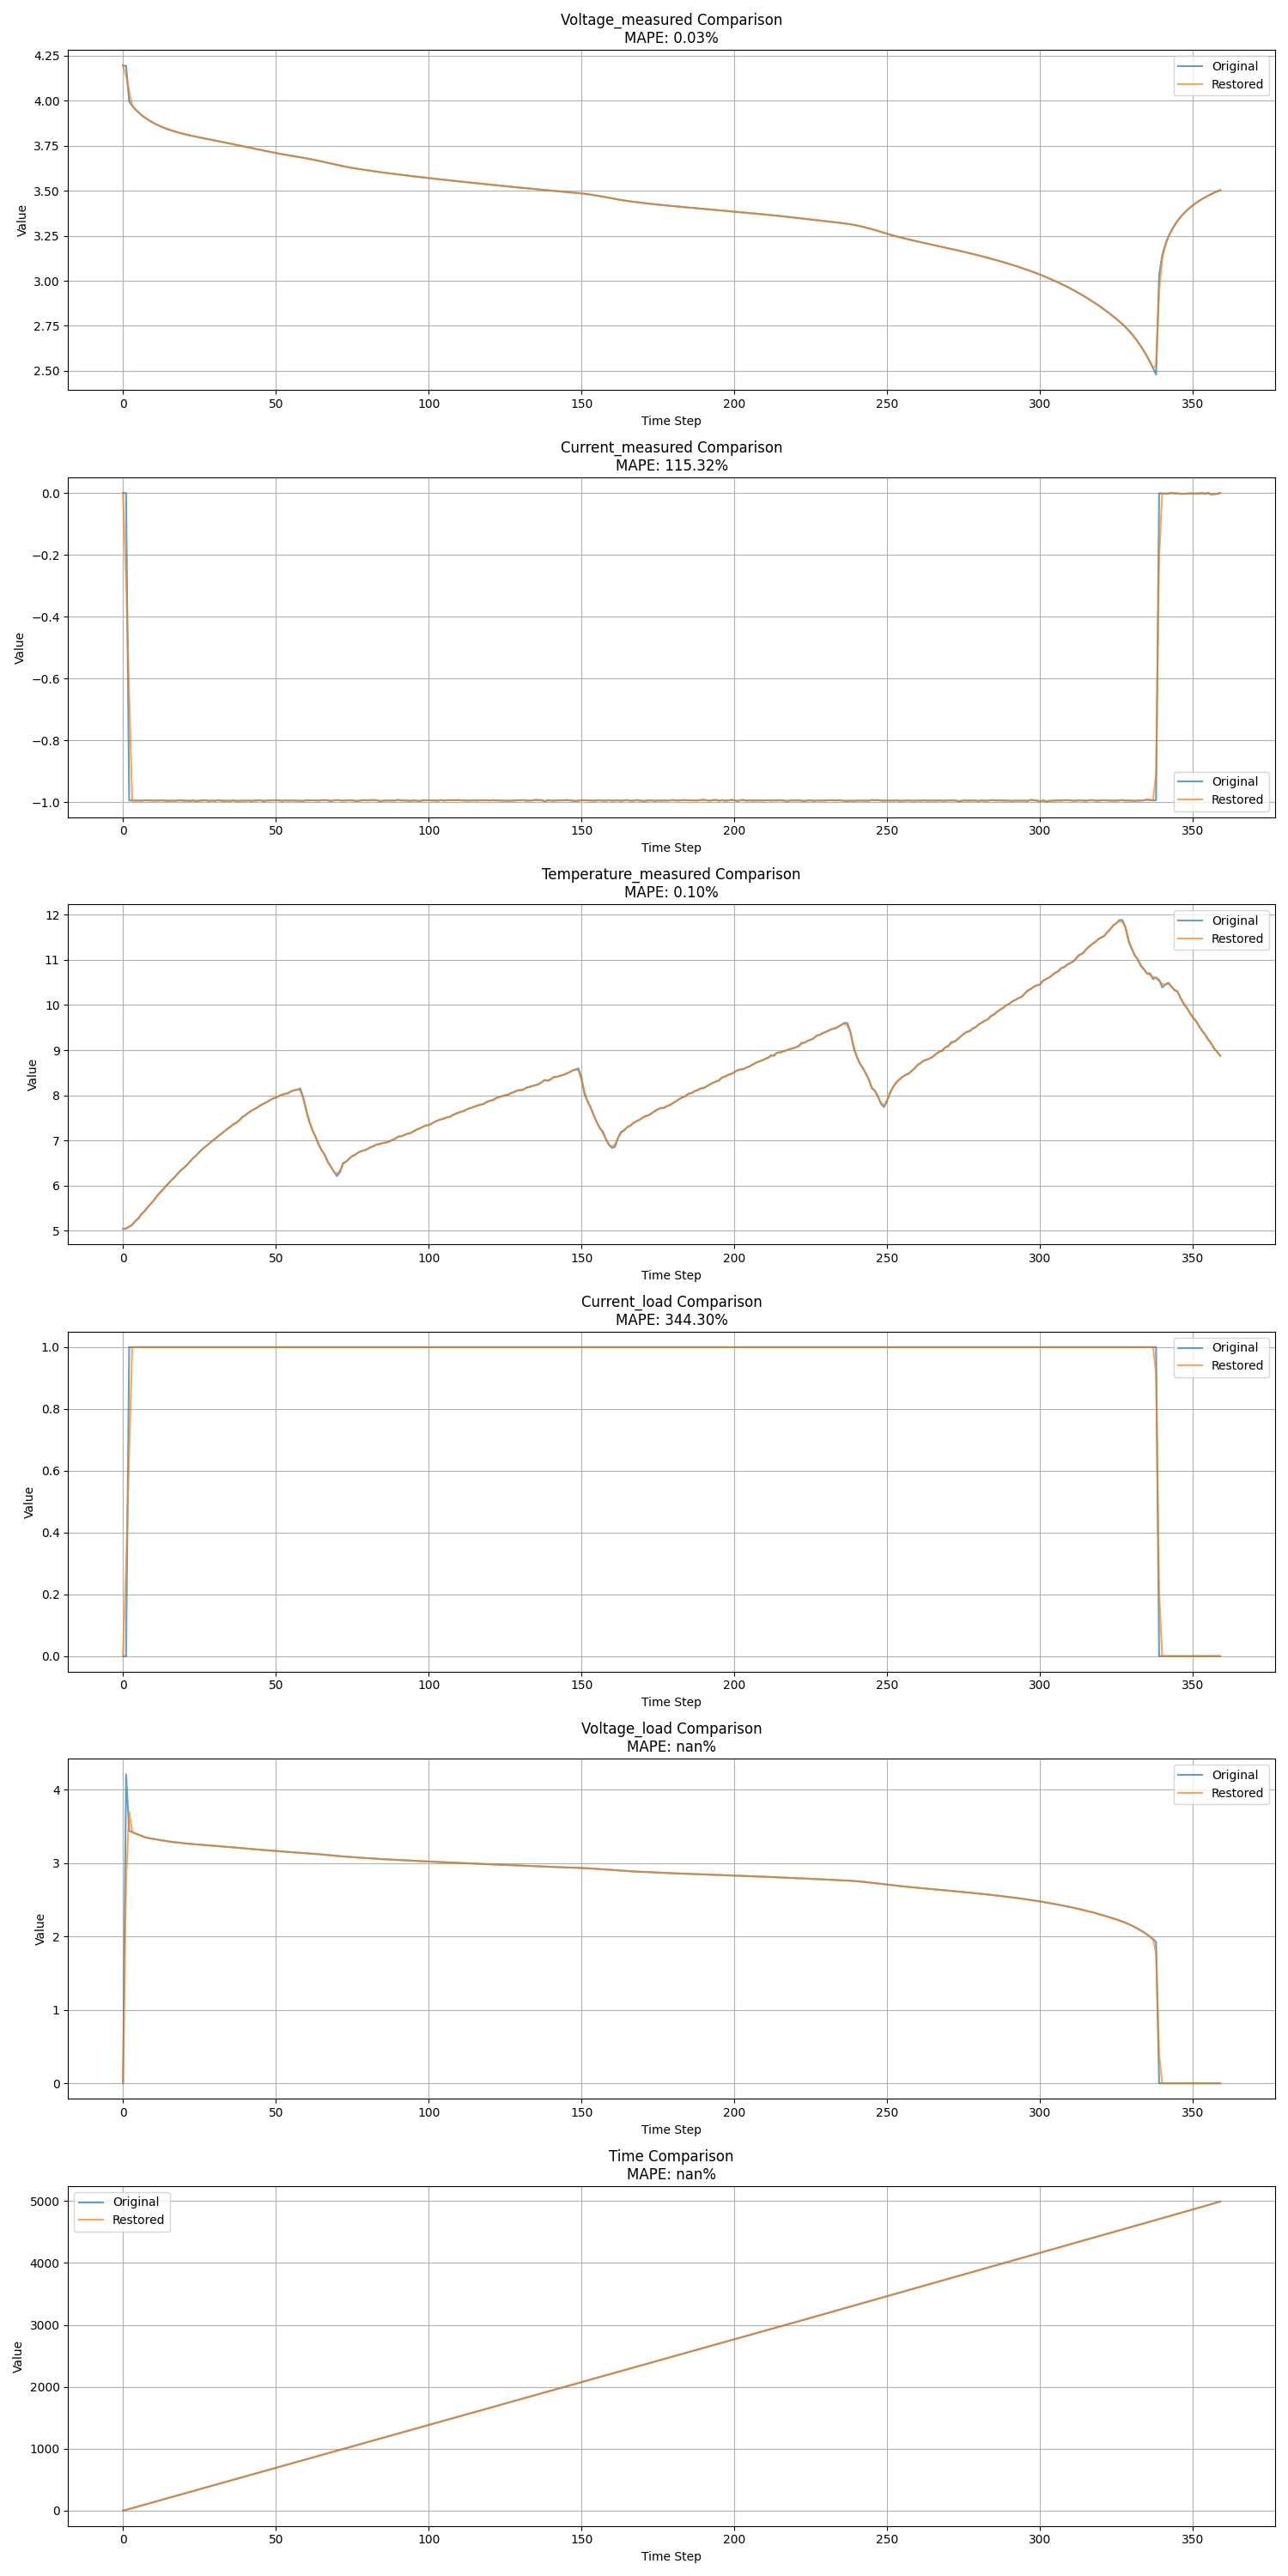 Voltage_measured Comparison
MAPE: 0.03%
Original
Restored
4.25
4.00
3.75
3.50
3.25
3.00
2.75
2.50
Value
0 50 100 150 200 250 300 350
Time Step
Current_measured Comparison
MAPE: 115.32%
0.0
−0.2
−0.4
−0.6
−0.8
−1.0
Value
Original
Restored
0 50 100 150 200 250 300 350
Time Step
Temperature_measured Comparison
MAPE: 0.10%
Original
Restored
12
11
10
9
8
7
6
5
Value
0 50 100 150 200 250 300 350
Time Step
Current_load Comparison
MAPE: 344.30%
Original
Restored
1.0
0.8
0.6
0.4
0.2
0.0
Value
0 50 100 150 200 250 300 350
Time Step
Voltage_load Comparison
MAPE: nan%
Original
Restored
4
3
2
1
0
Value
0 50 100 150 200 250 300 350
Time Step
Time Comparison
MAPE: nan%
Original
Restored
5000
4000
3000
2000
1000
0
Value
0 50 100 150 200 250 300 350
Time Step